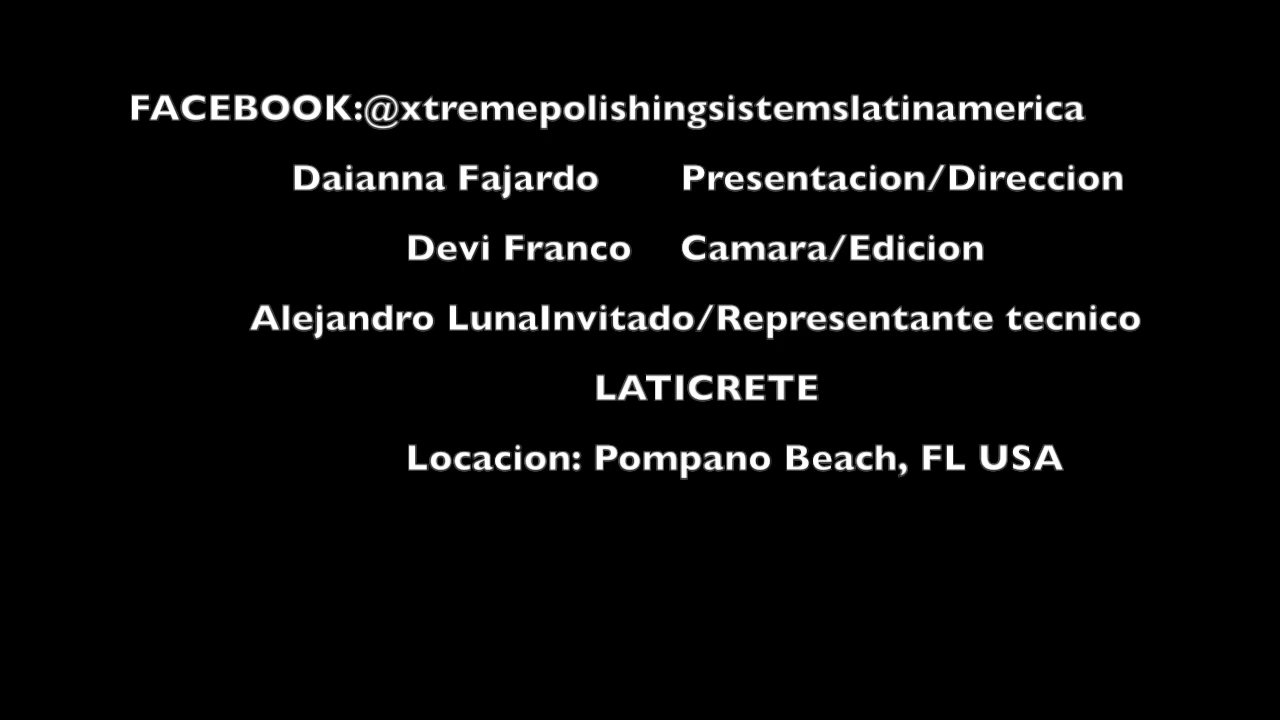 FACEBOOK:@xtremepolishingsistemslatinamerica
Daianna Fajardo Presentacion/Direccion
Devi Franco Camara/Edicion
Alejandro LunaInvitado/Representante tecnico
LATICRETE
Locacion: Pompano Beach, FL USA